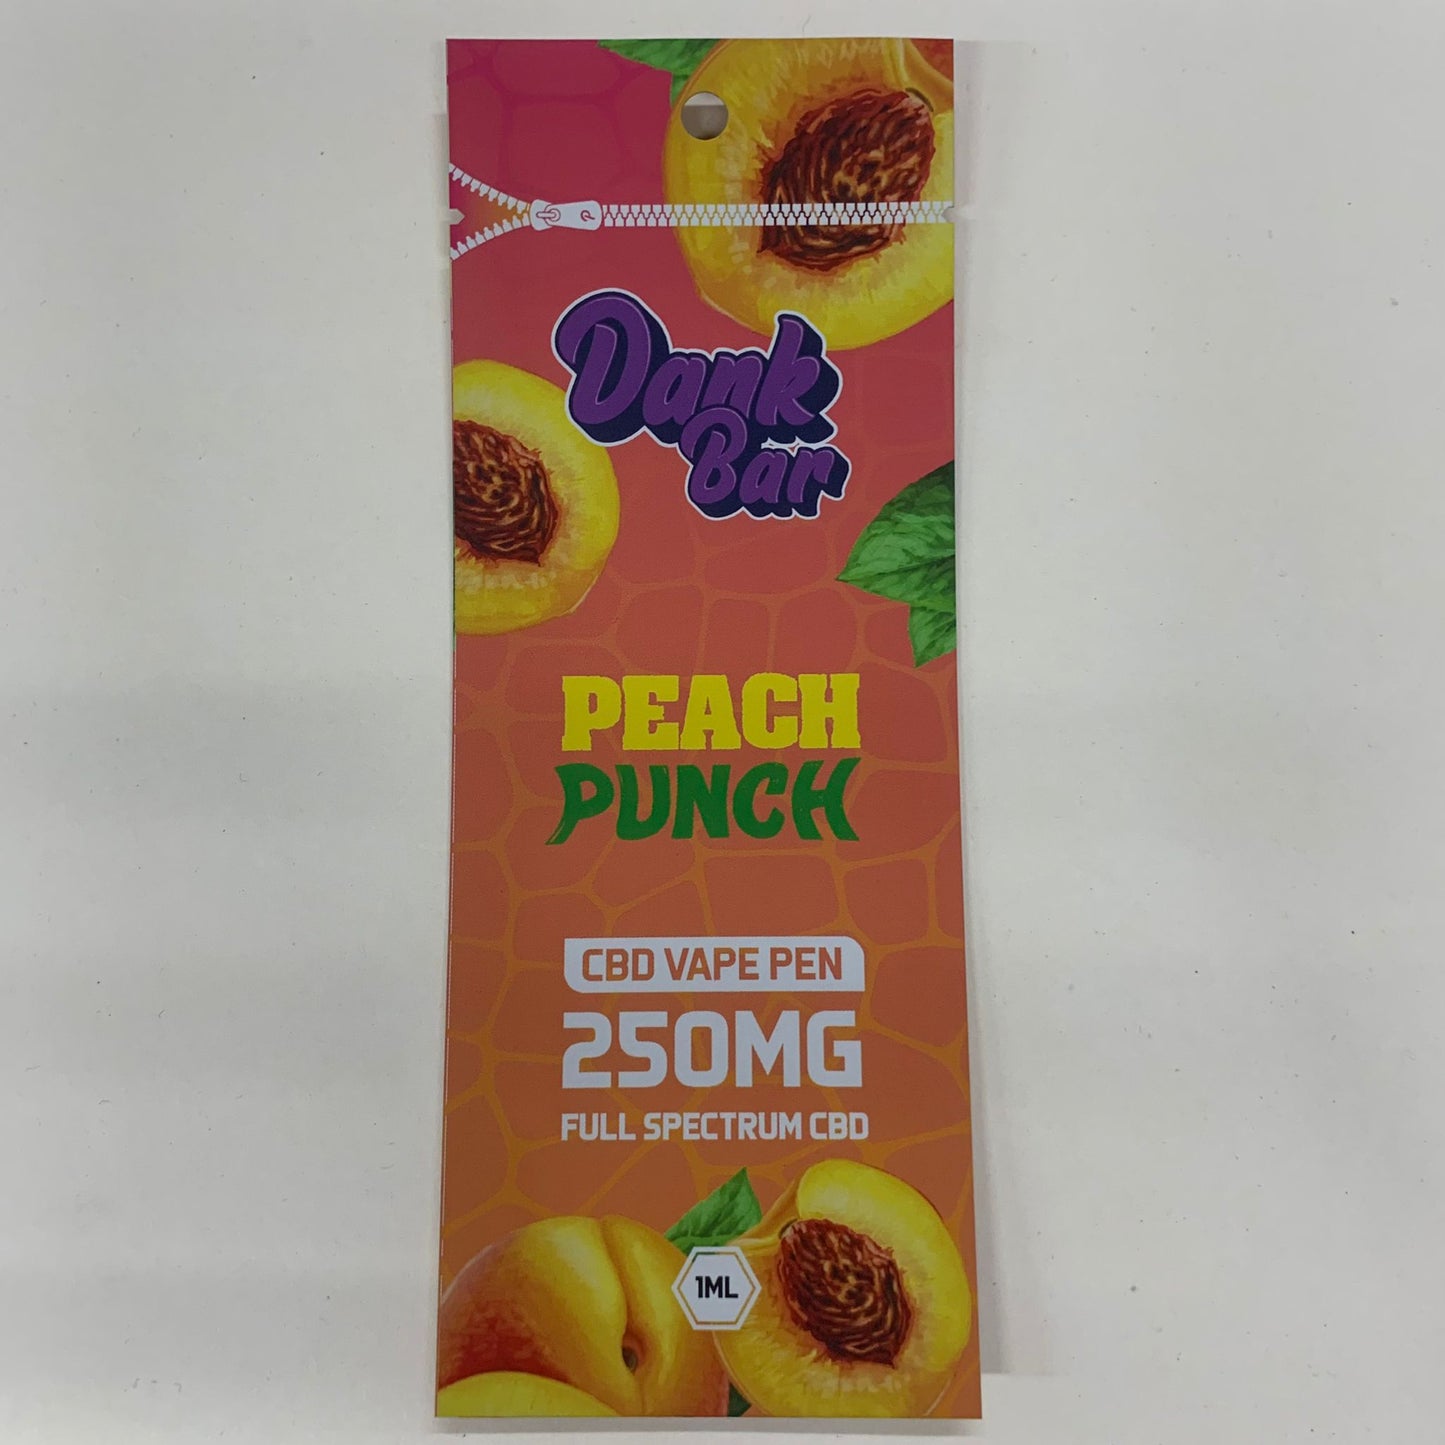 Dank
Bar
PEACH
PUNCH
CBD VAPE PEN
250MG
FULL SPECTRUM CBD
1ML